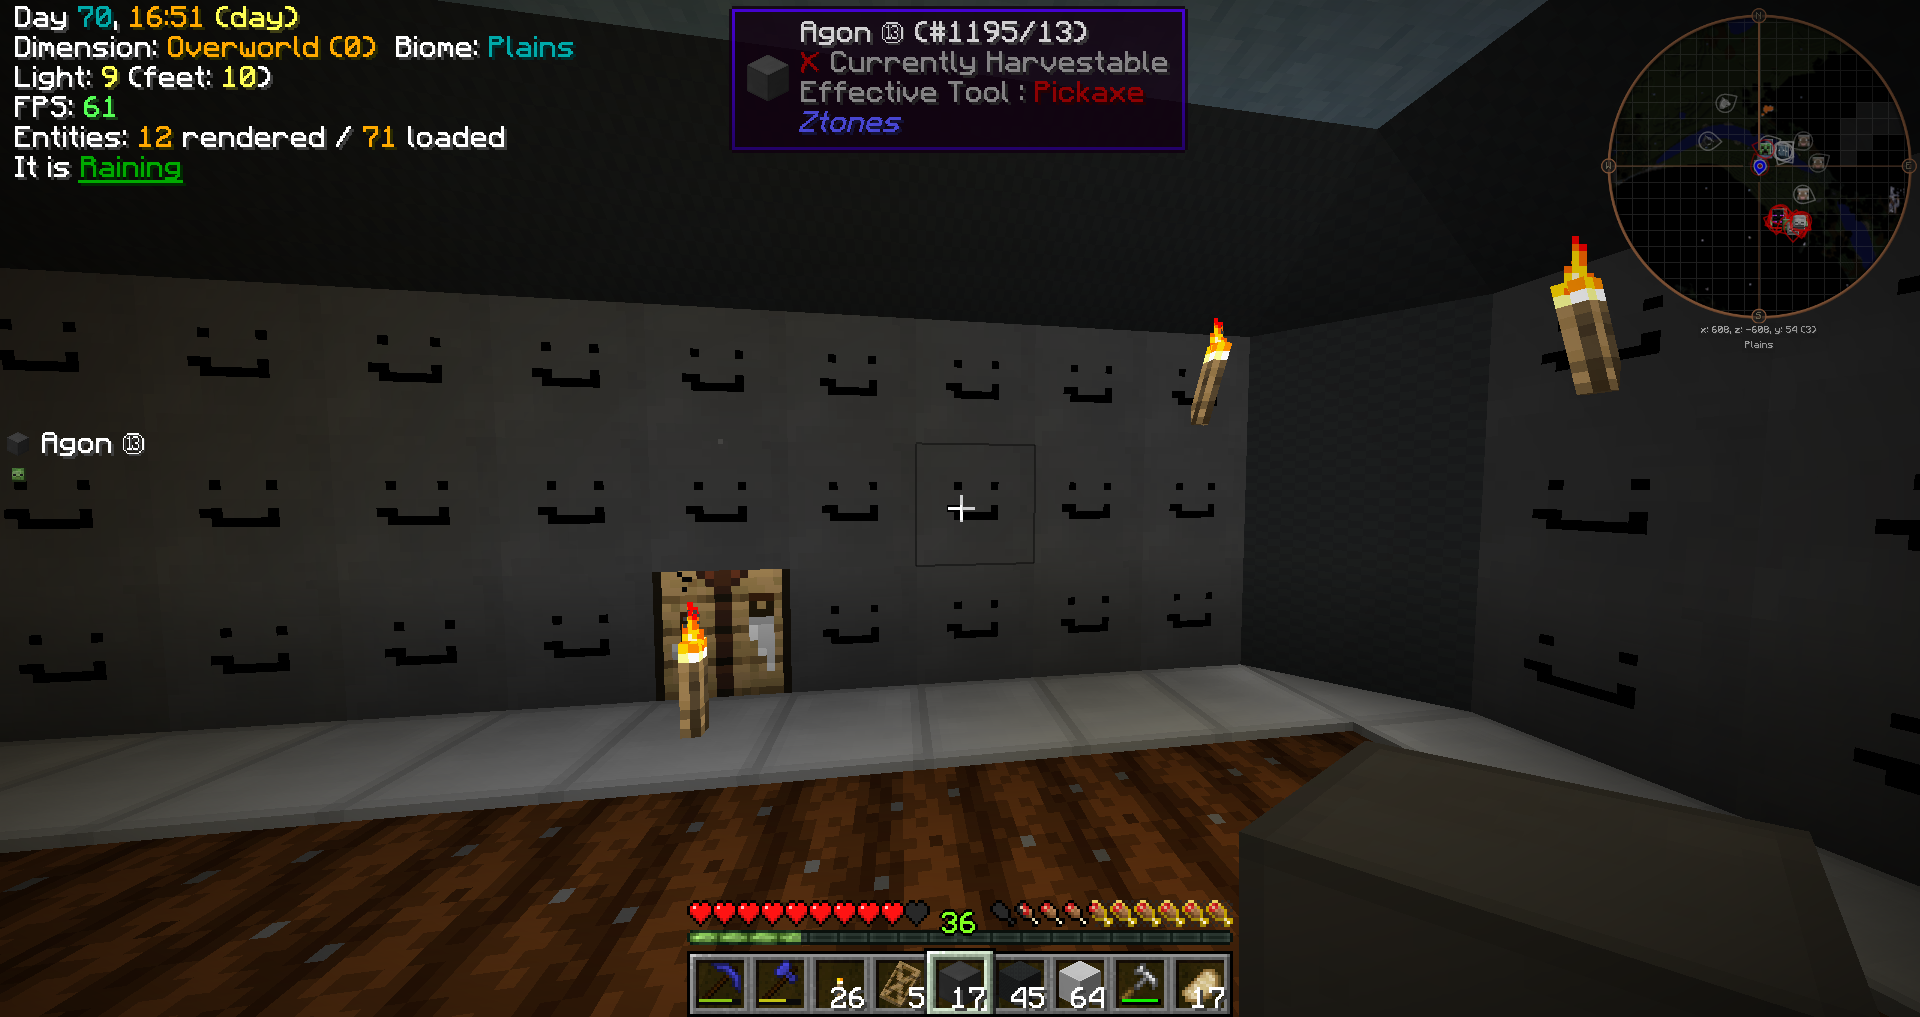 Day 70, 16:51 (day)
Dimension: Overworld (0) Biome: Plains
Light: 9 (feet: 10)
FPS: 61
Entities: 12 rendered / 71 loaded
It is Raining
Agon ⑬ (#1195/13)
X Currently Harvestable
Effective Tool : Pickaxe
Ztones
N
W
E
S
x: 608, z: -608, y: 54 (3)
Plains
Agon ⑬
36
26 5 17 45 64 17